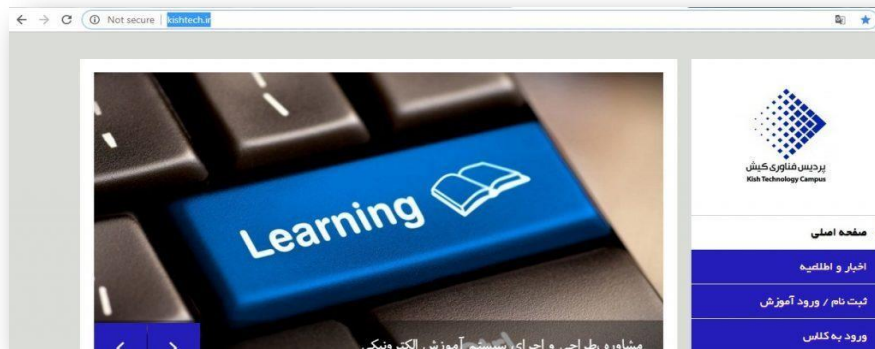 Not secure | kishtech.ir
Learning
مشاوره ،طراحی و اجرای سیستم آموزش الکترونیکی
پردیس فناوری کیش
Kish Technology Campus
صفحه اصلی
اخبار و اطلاعیه
ثبت نام / ورود آموزش
ورود به کلاس